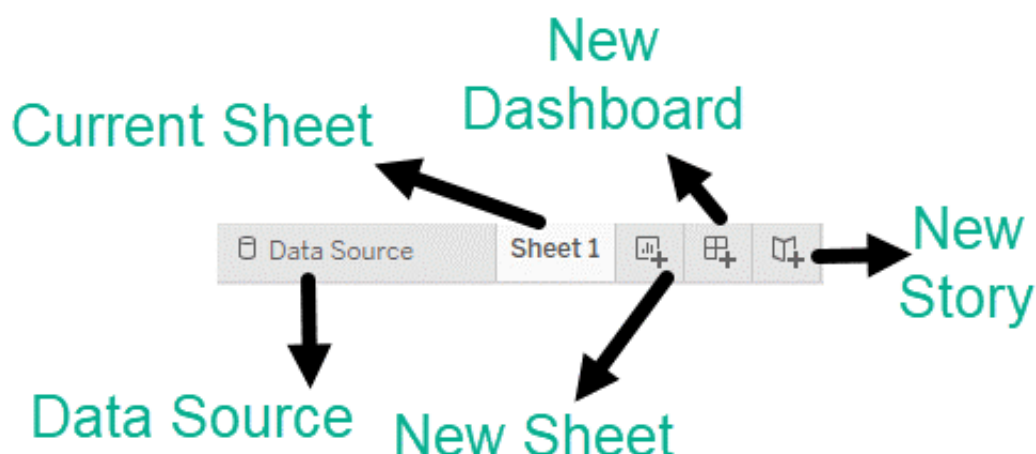 New
Dashboard
Current Sheet
Data Source
Sheet 1
New
Story
Data Source
New Sheet